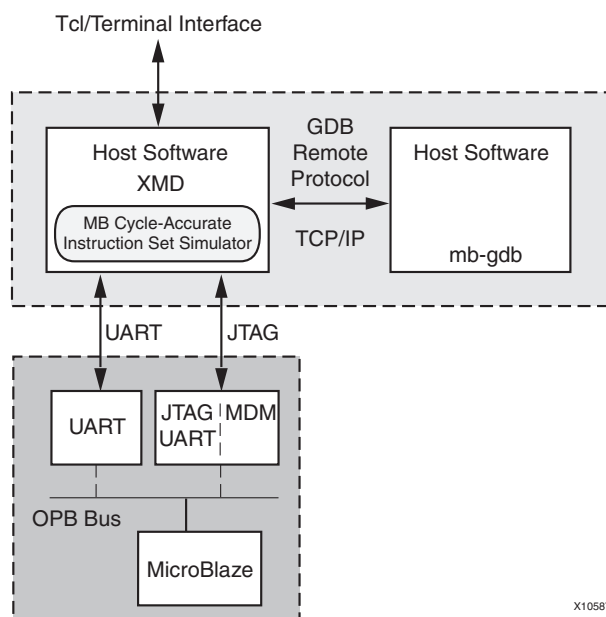 Tcl/Terminal Interface
Host Software
XMD
MB Cycle-Accurate
Instruction Set Simulator
GDB
Remote
Protocol
TCP/IP
Host Software
mb-gdb
UART
JTAG
UART
JTAG MDM
UART
OPB Bus
MicroBlaze
X10587